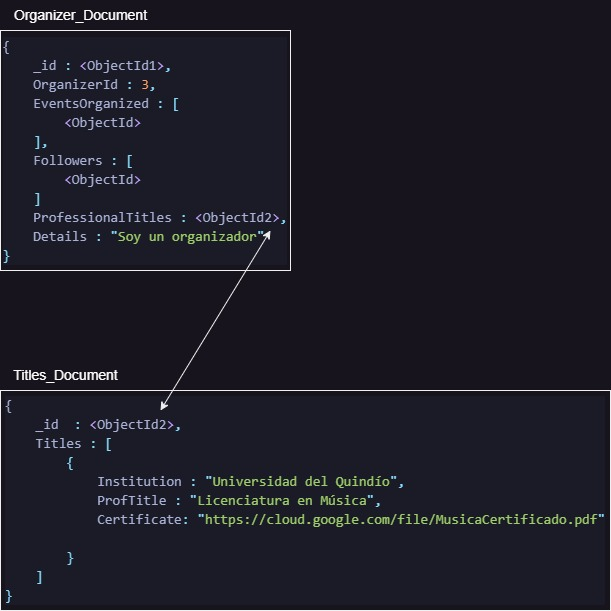 Organizer_Document
{
    _id : <ObjectId1>,
    OrganizerId : 3,
    EventsOrganized : [
        <ObjectId>
    ],
    Followers : [
        <ObjectId>
    ]
    ProfessionalTitles : <ObjectId2>,
    Details : "Soy un organizador"
}
Titles_Document
{
    _id  : <ObjectId2>,
    Titles : [
        {
            Institution : "Universidad del Quindío",
            ProfTitle : "Licenciatura en Música",
            Certificate: "https://cloud.google.com/file/MusicaCertificado.pdf"
        }
    ]
}